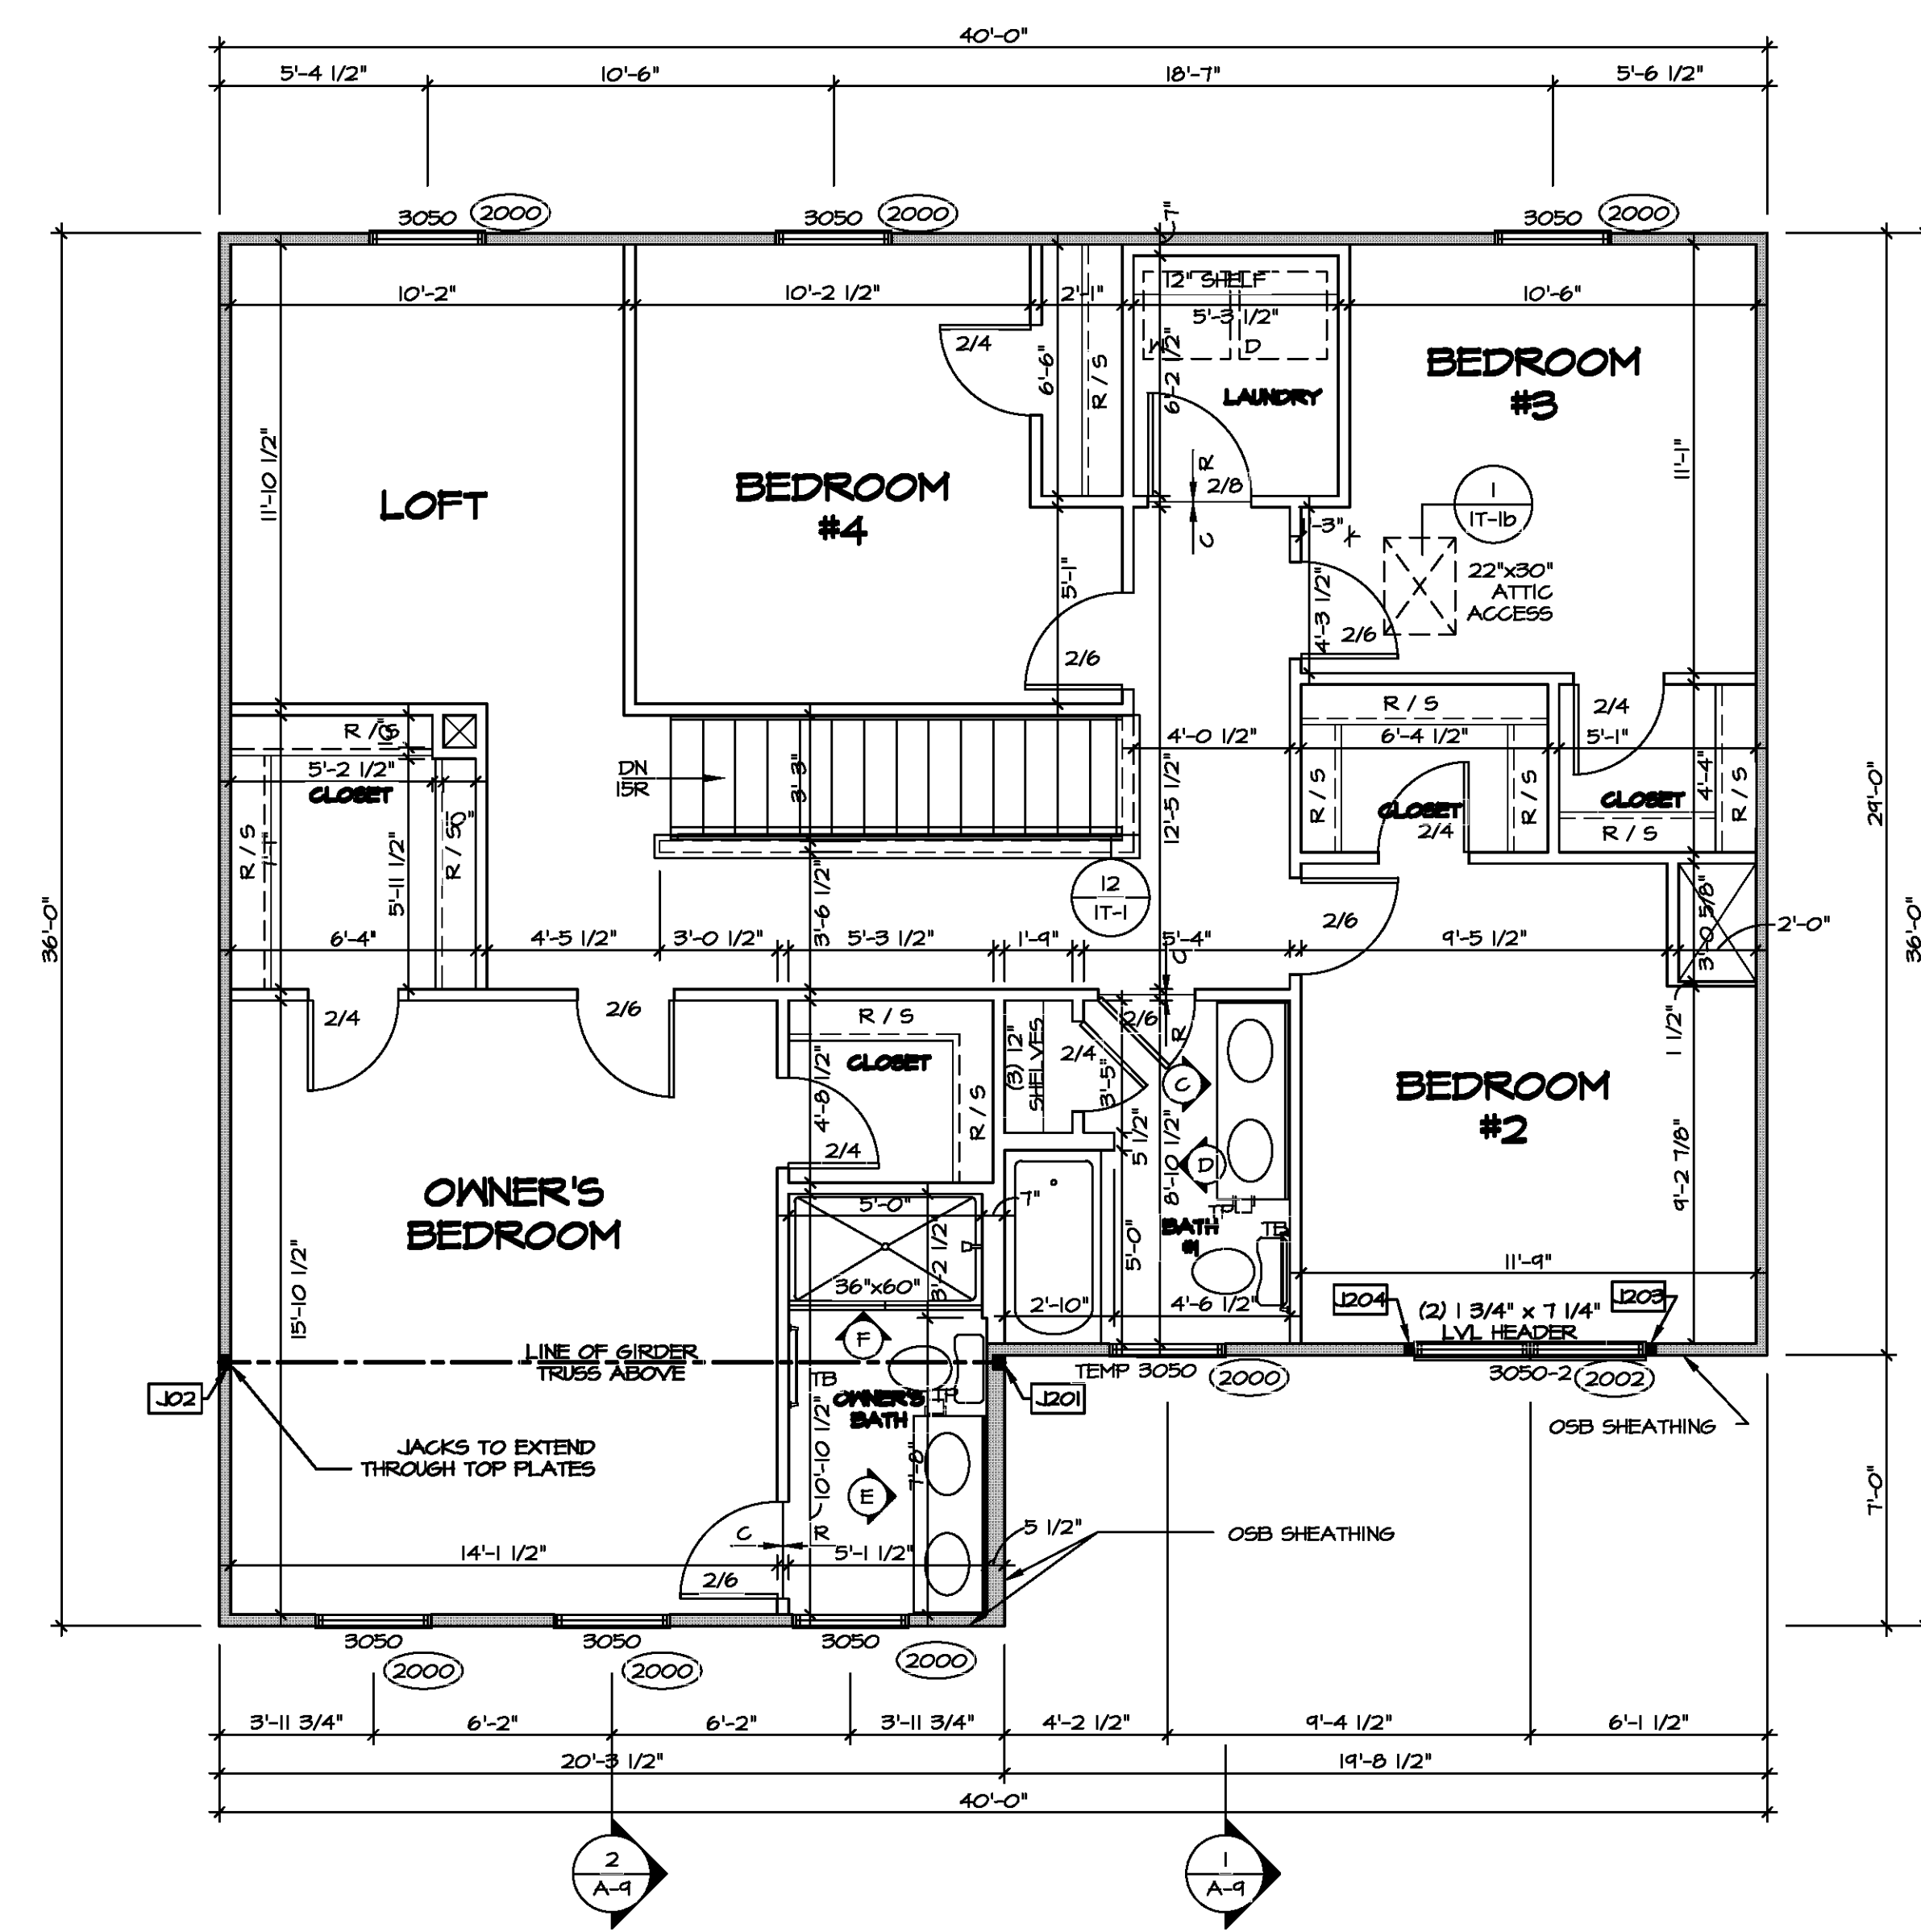 40'-0"
5'-4 1/2" 10'-6" 18'-7" 5'-6 1/2"
3050 2000 3050 2000 7" 3050 2000
12" SHELF
10'-2" 10'-2 1/2" 2'-1" 5'-3 1/2" 10'-6"
2/4 D
6'-6" R / S 6'-2 1/2"
LAUNDRY
BEDROOM
#3
11'-10 1/2" 11'-1"
LOFT
BEDROOM
#4
R
2/8
C
1
IT-1b
1'-3"
22"x30"
ATTIC
ACCESS
5'-1" 4'-3 1/2"
2/6 2/6
R / S R / S 2/4
5'-2 1/2" 4'-0 1/2" 6'-4 1/2" 5'-1"
CLOSET
DN
15R
3'-3" 12'-5 1/2"
R / S CLOSET R / S CLOSET 4'-4" R / S
2/4 R / S
R / S 7'-1" 5'-11 1/2" R / S
29'-0"
36'-0" 36'-0"
12
IT-1
3'-6 1/2" 2/6 3'-0 5/8" 2'-0"
6'-4" 4'-5 1/2" 3'-0 1/2" 5'-3 1/2" 1'-9" 5'-4" 9'-5 1/2"
C
2/4 2/6 R / S 2/6 R
CLOSET (3) 12"
SHELVES
2/4 3'-5" 1 1/2"
4'-8 1/2" R / S C
BEDROOM
#2
2/4 5 1/2" 8'-10 1/2" D 9'-2 7/8"
OWNER'S
BEDROOM
5'-0" 7" TP
BATH
#1
TB
15'-10 1/2" 3'-2 1/2 5'-0" 11'-9"
36"x60" 2'-10" 4'-6 1/2" J204 J203
(2) 1 3/4" x 7 1/4"
LVL HEADER
F
LINE OF GIRDER
TRUSS ABOVE
TEMP 3050 2000 3050-2 2002
J02 TB TP J201
OWNER'S
BATH
OSB SHEATHING
JACKS TO EXTEND
THROUGH TOP PLATES
10'-10 1/2" 7'-8" 7'-0"
E
C R 5 1/2" OSB SHEATHING
14'-1 1/2" 5'-1 1/2"
2/6
3050 3050 3050
2000 2000 2000
3'-11 3/4" 6'-2" 6'-2" 3'-11 3/4" 4'-2 1/2" 9'-4 1/2" 6'-1 1/2"
20'-3 1/2" 19'-8 1/2"
40'-0"
2
A-9
1
A-9